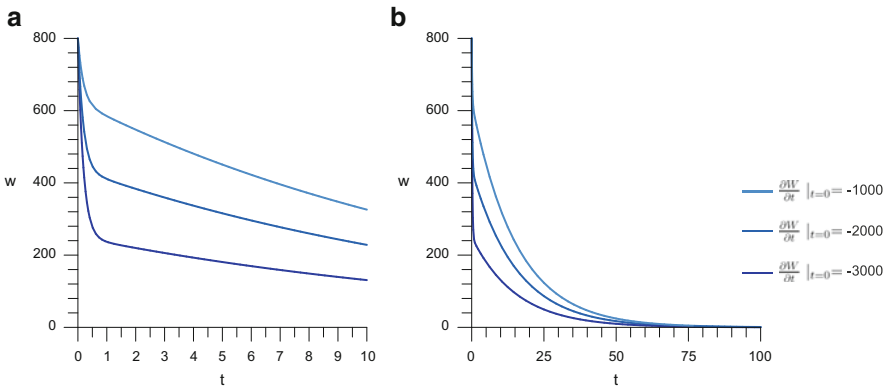 a
b
800
600
400
200
0
w
0 1 2 3 4 5 6 7 8 9 10
t
800
600
400
200
0
w
0 25 50 75 100
t
∂W/∂t |t=0= -1000
∂W/∂t |t=0= -2000
∂W/∂t |t=0= -3000